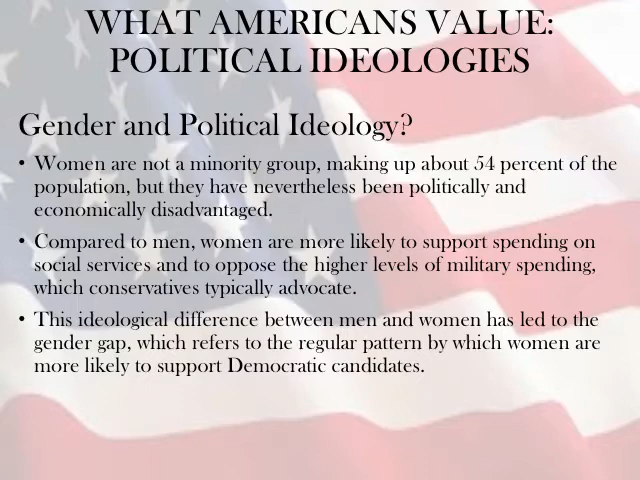 WHAT AMERICANS VALUE:
POLITICAL IDEOLOGIES
Gender and Political Ideology?
• Women are not a minority group, making up about 54 percent of the
population, but they have nevertheless been politically and
economically disadvantaged.
• Compared to men, women are more likely to support spending on
social services and to oppose the higher levels of military spending,
which conservatives typically advocate.
• This ideological difference between men and women has led to the
gender gap, which refers to the regular pattern by which women are
more likely to support Democratic candidates.